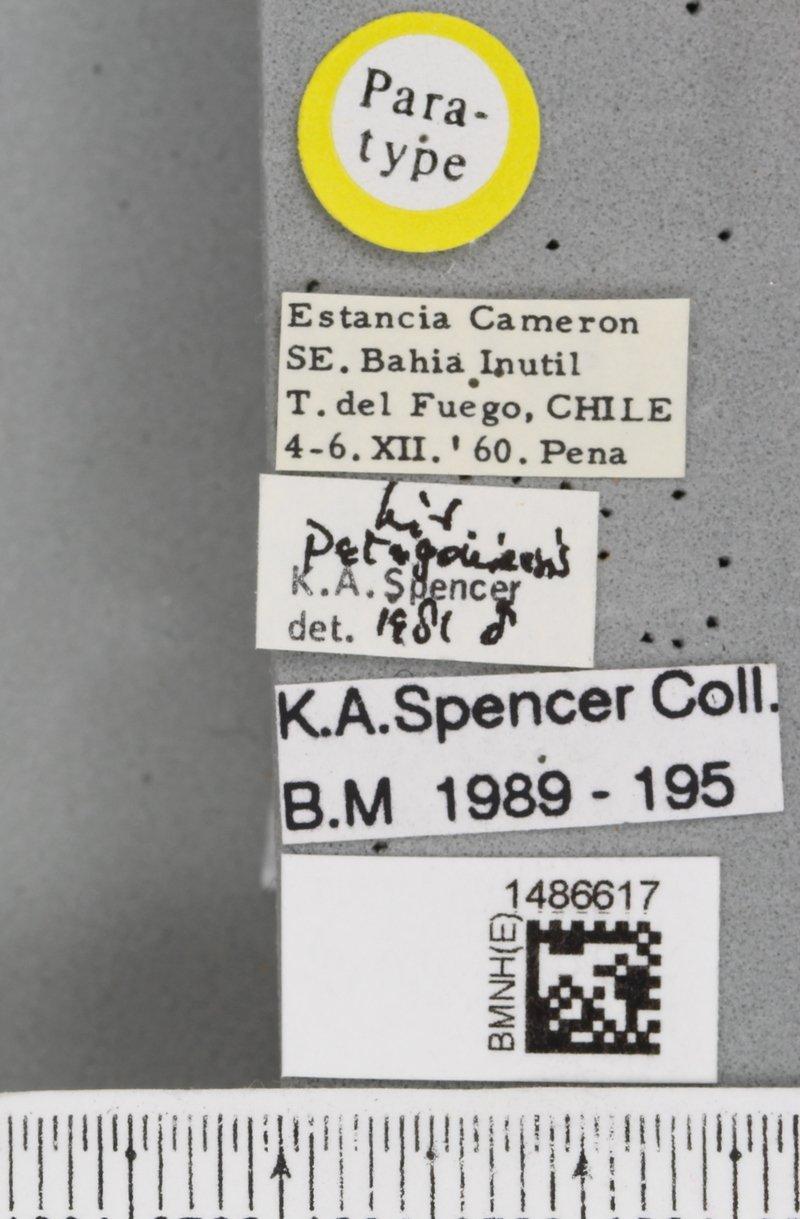 Para-
type
Estancia Cameron
SE. Bahia Inutil
T. del Fuego, CHILE
4-6. XII. '60. Pena
K.A. Spencer
det. 1981 ♂
K.A.Spencer Coll.
B.M 1989 - 195
1486617
BMNH(E)